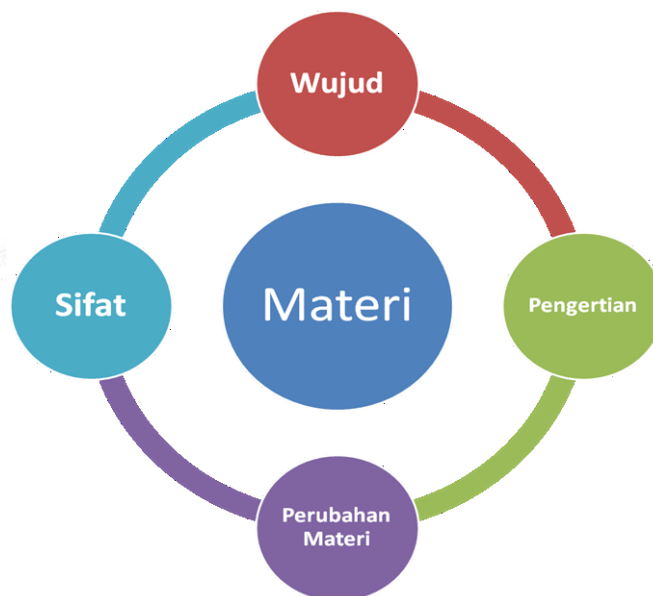 Wujud
Sifat
Materi
Pengertian
Perubahan
Materi